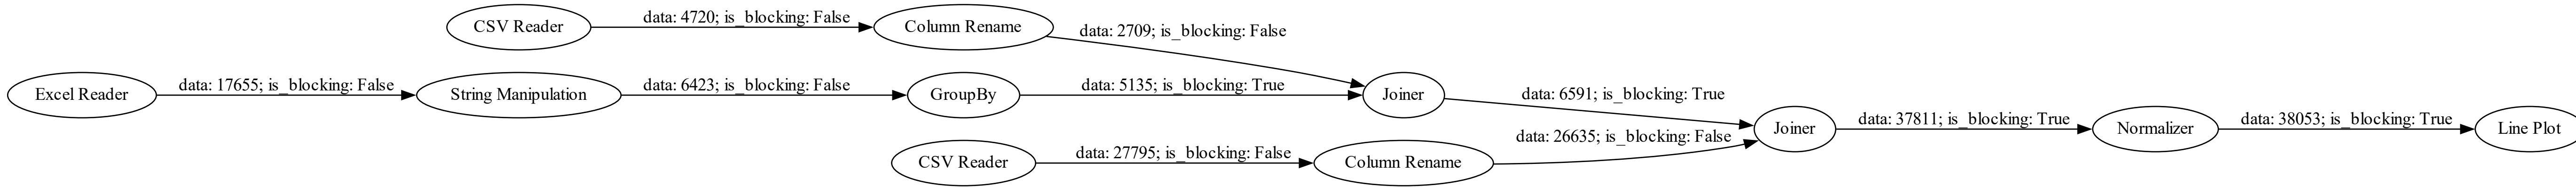 CSV Reader
data: 4720; is_blocking: False
Column Rename
data: 2709; is_blocking: False
Excel Reader
data: 17655; is_blocking: False
String Manipulation
data: 6423; is_blocking: False
GroupBy
data: 5135; is_blocking: True
Joiner
data: 6591; is_blocking: True
CSV Reader
data: 27795; is_blocking: False
Column Rename
data: 26635; is_blocking: False
Joiner
data: 37811; is_blocking: True
Normalizer
data: 38053; is_blocking: True
Line Plot